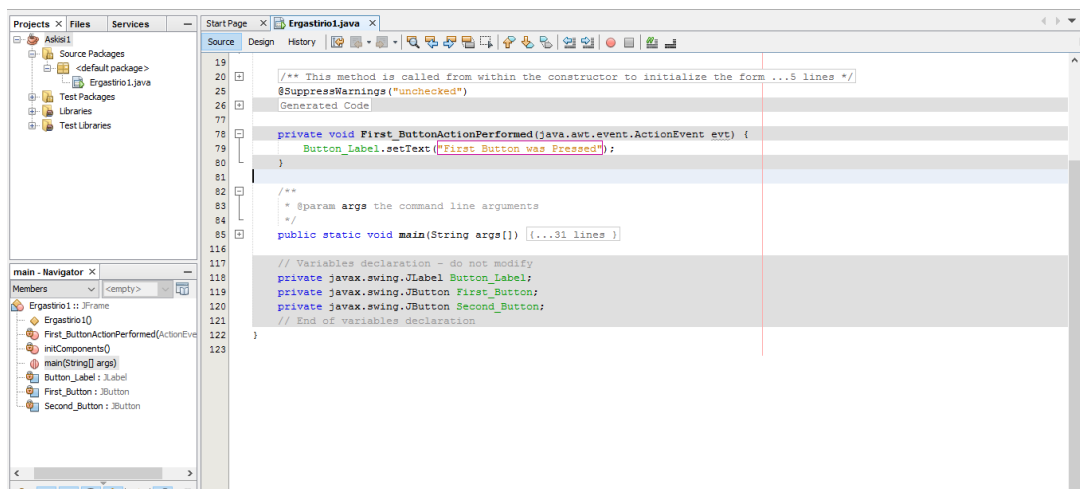 Projects Files Services
Askisi1
Source Packages
<default package>
Ergastirio1.java
Test Packages
Libraries
Test Libraries
main - Navigator
Members <empty>
Ergastirio1 :: JFrame
Ergastirio1()
First_ButtonActionPerformed(ActionEve
initComponents()
main(String[] args)
Button_Label : JLabel
First_Button : JButton
Second_Button : JButton
Start Page Ergastirio1.java
Source Design History
19
20 /** This method is called from within the constructor to initialize the form ...5 lines */
25 @SuppressWarnings("unchecked")
26 Generated Code
77
78 private void First_ButtonActionPerformed(java.awt.event.ActionEvent evt) {
79 Button_Label.setText("First Button was Pressed");
80 }
81
82 /**
83 * @param args the command line arguments
84 */
85 public static void main(String args[]) {...31 lines }
116
117 // Variables declaration - do not modify
118 private javax.swing.JLabel Button_Label;
119 private javax.swing.JButton First_Button;
120 private javax.swing.JButton Second_Button;
121 // End of variables declaration
122 }
123